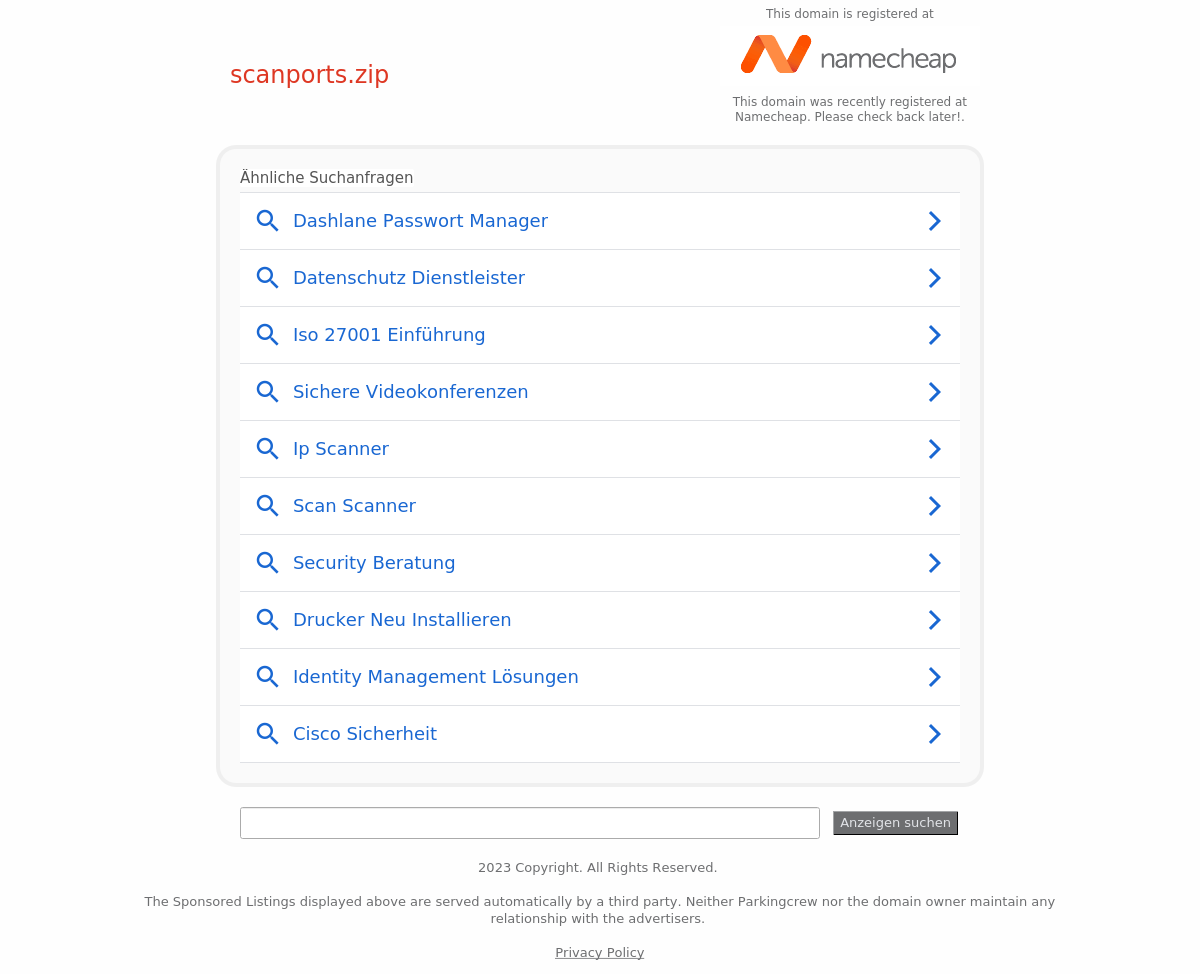 This domain is registered at
namecheap
scanports.zip
This domain was recently registered at
Namecheap. Please check back later!.
Ähnliche Suchanfragen
Dashlane Passwort Manager
Datenschutz Dienstleister
Iso 27001 Einführung
Sichere Videokonferenzen
Ip Scanner
Scan Scanner
Security Beratung
Drucker Neu Installieren
Identity Management Lösungen
Cisco Sicherheit
Anzeigen suchen
2023 Copyright. All Rights Reserved.
The Sponsored Listings displayed above are served automatically by a third party. Neither Parkingcrew nor the domain owner maintain any
relationship with the advertisers.
Privacy Policy